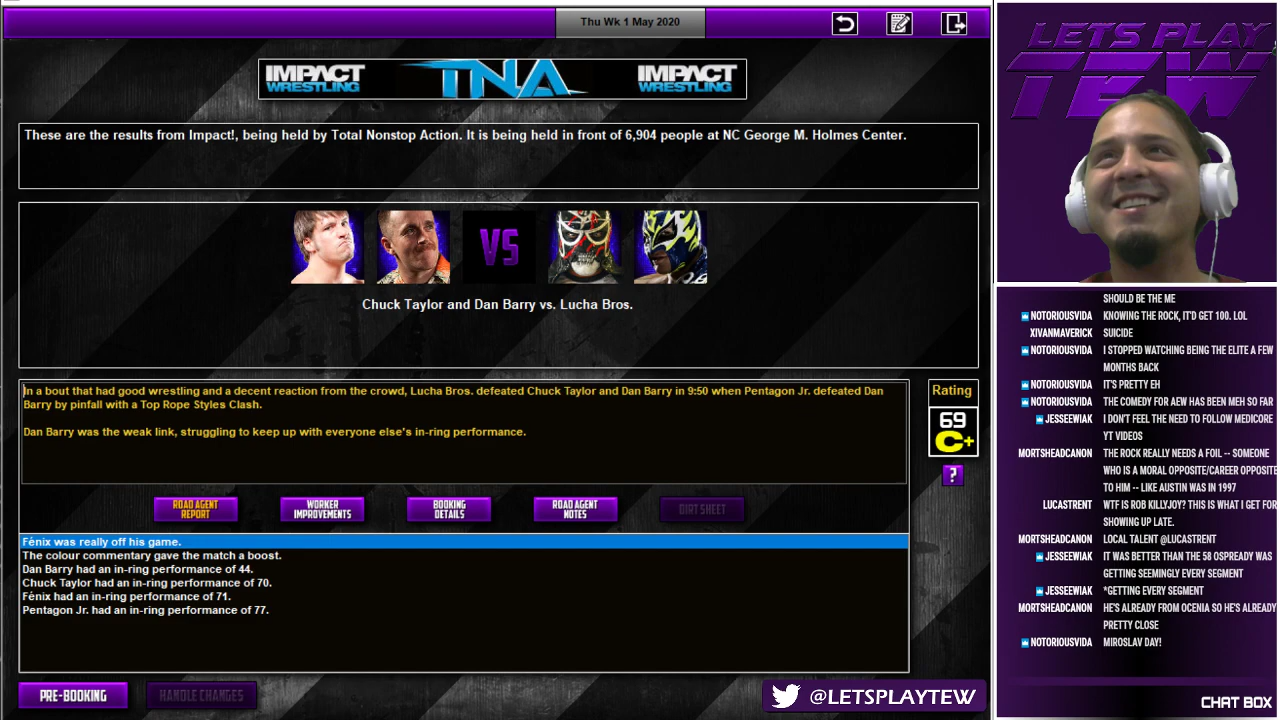 Thu Wk 1 May 2020
LETS PLAY
TEW
IMPACT
WRESTLING
TNA
IMPACT
WRESTLING
These are the results from Impact!, being held by Total Nonstop Action. It is being held in front of 6,904 people at NC George M. Holmes Center.
VS
Chuck Taylor and Dan Barry vs. Lucha Bros.
In a bout that had good wrestling and a decent reaction from the crowd, Lucha Bros. defeated Chuck Taylor and Dan Barry in 9:50 when Pentagon Jr. defeated Dan
Barry by pinfall with a Top Rope Styles Clash.
Dan Barry was the weak link, struggling to keep up with everyone else's in-ring performance.
Rating
69
C+
?
ROAD AGENT
REPORT
WORKER
IMPROVEMENTS
BOOKING
DETAILS
ROAD AGENT
NOTES
DIRT SHEET
Fénix was really off his game.
The colour commentary gave the match a boost.
Dan Barry had an in-ring performance of 44.
Chuck Taylor had an in-ring performance of 70.
Fénix had an in-ring performance of 71.
Pentagon Jr. had an in-ring performance of 77.
PRE-BOOKING
HANDLE CHANGES
@LETSPLAYTEW
SHOULD BE THE ME
NOTORIOUSVIDA KNOWING THE ROCK, IT'D GET 100. LOL
XIVANMAVERICK SUICIDE
NOTORIOUSVIDA I STOPPED WATCHING BEING THE ELITE A FEW
MONTHS BACK
NOTORIOUSVIDA IT'S PRETTY EH
NOTORIOUSVIDA THE COMEDY FOR AEW HAS BEEN MEH SO FAR
JESSEEWIAK I DON'T FEEL THE NEED TO FOLLOW MEDICORE
YT VIDEOS
MORTSHEADCANON THE ROCK REALLY NEEDS A FOIL -- SOMEONE
WHO IS A MORAL OPPOSITE/CAREER OPPOSITE
TO HIM -- LIKE AUSTIN WAS IN 1997
LUCASTRENT WTF IS ROB KILLYJOY? THIS IS WHAT I GET FOR
SHOWING UP LATE.
MORTSHEADCANON LOCAL TALENT @LUCASTRENT
JESSEEWIAK IT WAS BETTER THAN THE 58 OSPREADY WAS
GETTING SEEMINGLY EVERY SEGMENT
JESSEEWIAK *GETTING EVERY SEGMENT
MORTSHEADCANON HE'S ALREADY FROM OCENIA SO HE'S ALREADY
PRETTY CLOSE
NOTORIOUSVIDA MIROSLAV DAY!
CHAT BOX